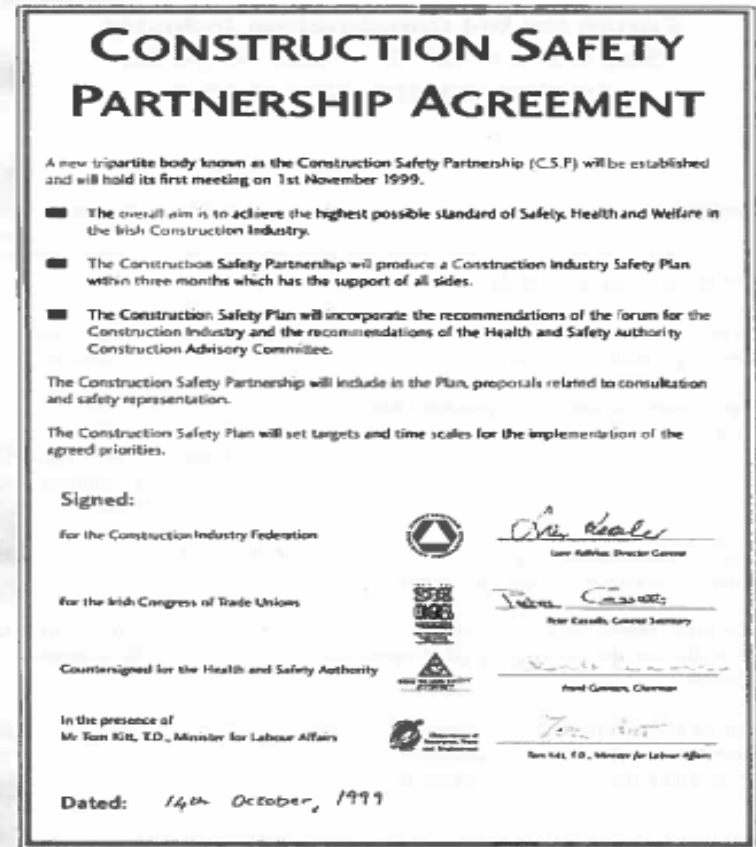 CONSTRUCTION SAFETY
PARTNERSHIP AGREEMENT
A new tripartite body known as the Construction Safety Partnership (C.S.P) will be established
and will hold its first meeting on 1st November 1999.
The overall aim is to achieve the highest possible standard of Safety, Health and Welfare in
the Irish Construction Industry.
The Construction Safety Partnership will produce a Construction Industry Safety Plan
within three months which has the support of all sides.
The Construction Safety Plan will incorporate the recommendations of the forum for the
Construction Industry and the recommendations of the Health and Safety Authority
Construction Advisory Committee.
The Construction Safety Partnership will include in the Plan, proposals related to consultation
and safety representation.
The Construction Safety Plan will set targets and time scales for the implementation of the
agreed priorities.
Signed:
For the Construction Industry Federation
Director General
for the Irish Congress of Trade Unions
Peter Cassells, General Secretary
Countersigned for the Health and Safety Authority
Chairman
In the presence of
Mr Tom Kitt, T.D., Minister for Labour Affairs
Tom Kitt, T.D., Minister for Labour Affairs
Dated: 14th October, 1999